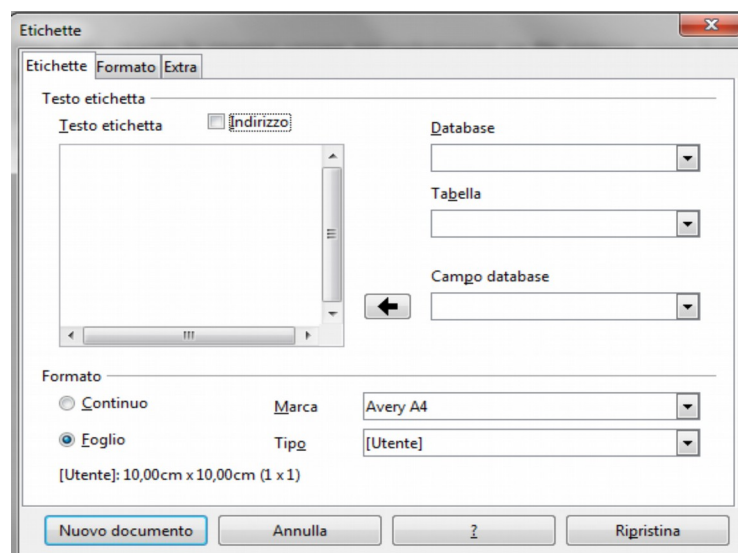 Etichette
Etichette Formato Extra
Testo etichetta
Testo etichetta Indirizzo
Database
Tabella
Campo database
Formato
Continuo Marca Avery A4
Foglio Tipo [Utente]
[Utente]: 10,00cm x 10,00cm (1 x 1)
Nuovo documento Annulla ? Ripristina